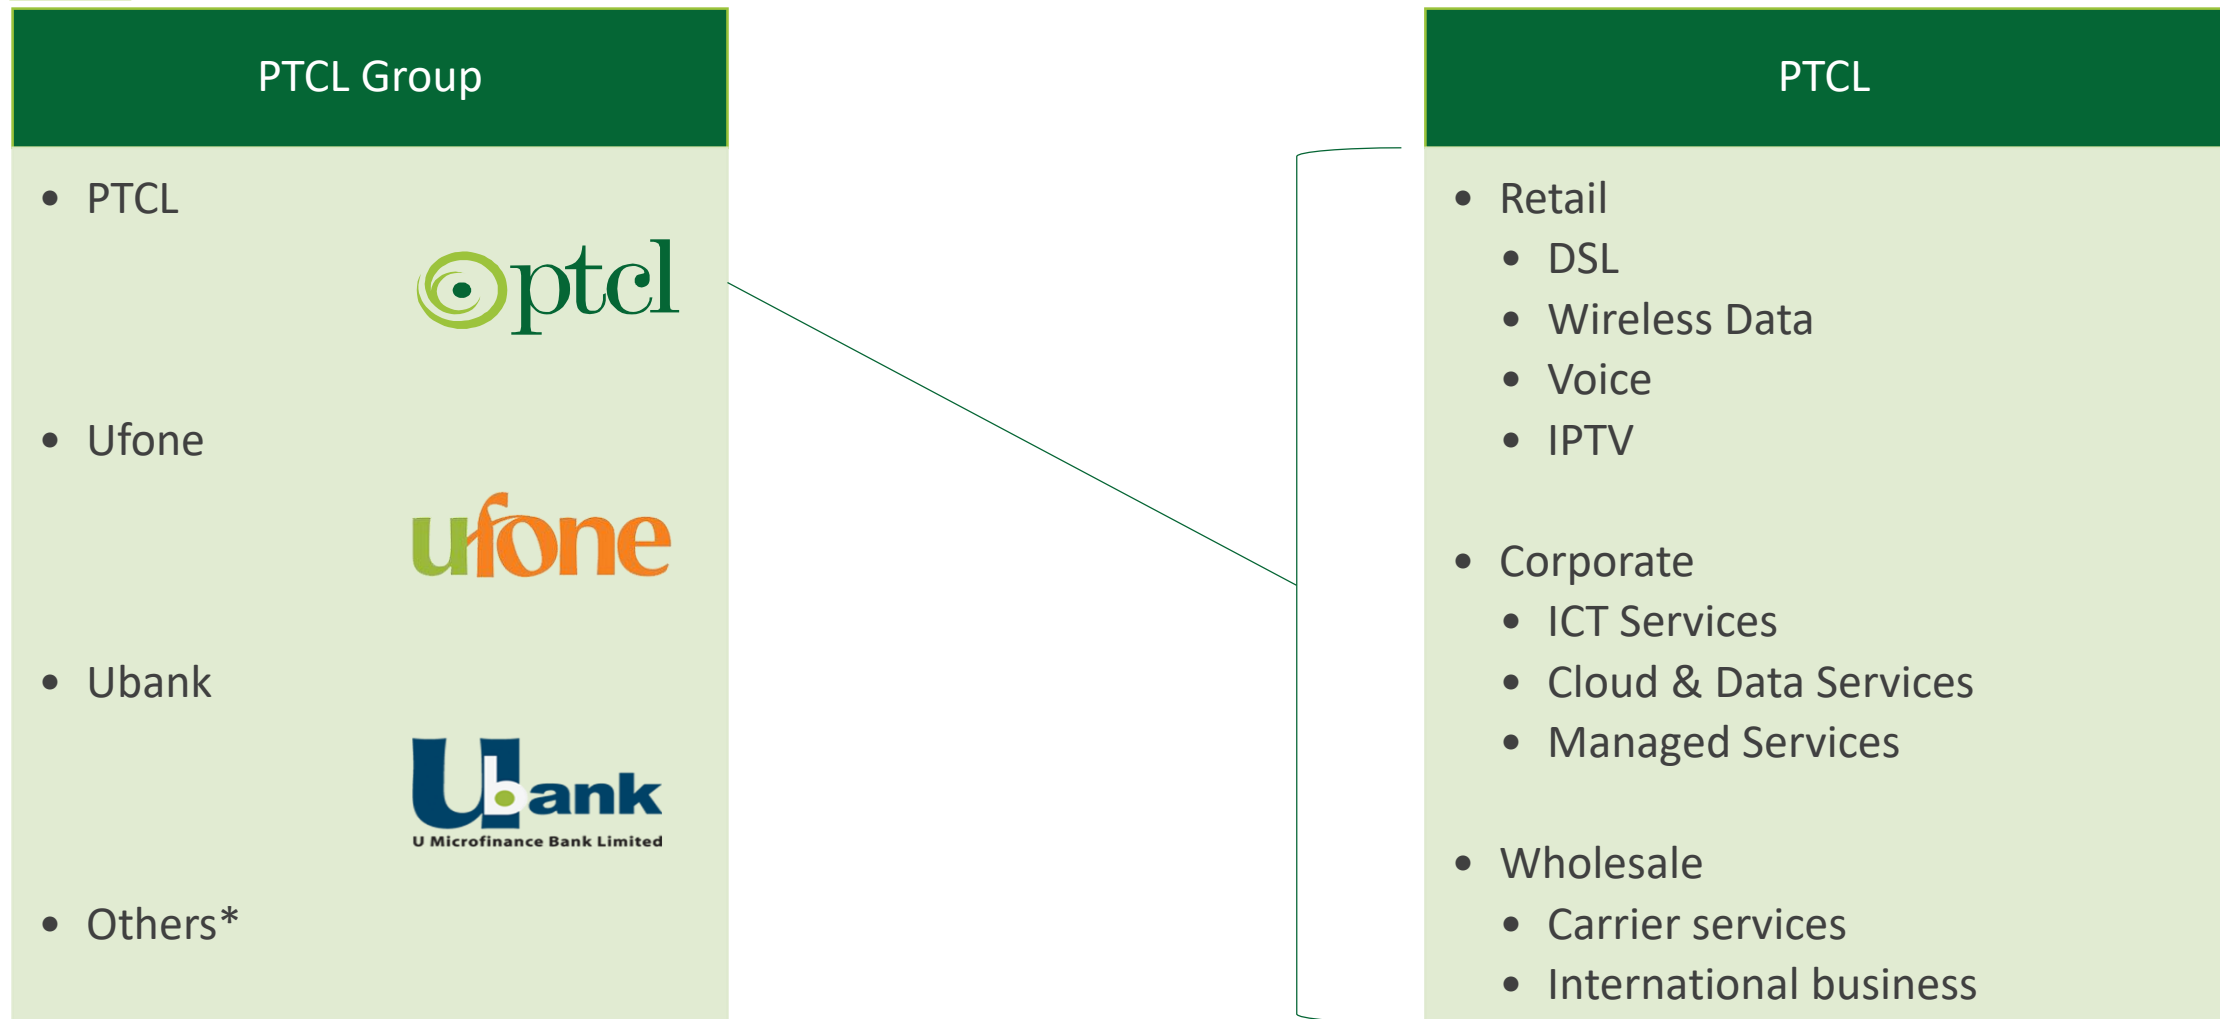 PTCL Group
• PTCL
ptcl
• Ufone
ufone
• Ubank
Ubank
U Microfinance Bank Limited
• Others*
PTCL
• Retail
• DSL
• Wireless Data
• Voice
• IPTV
• Corporate
• ICT Services
• Cloud & Data Services
• Managed Services
• Wholesale
• Carrier services
• International business